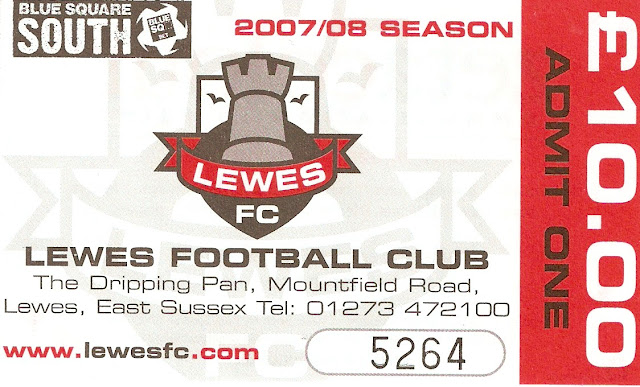 BLUE SQUARE
SOUTH
BLUE
SQ
BET
2007/08 SEASON
LEWES
FC
LEWES FOOTBALL CLUB
The Dripping Pan, Mountfield Road,
Lewes, East Sussex Tel: 01273 472100
www.lewesfc.com
5264
£10.00
ADMIT ONE